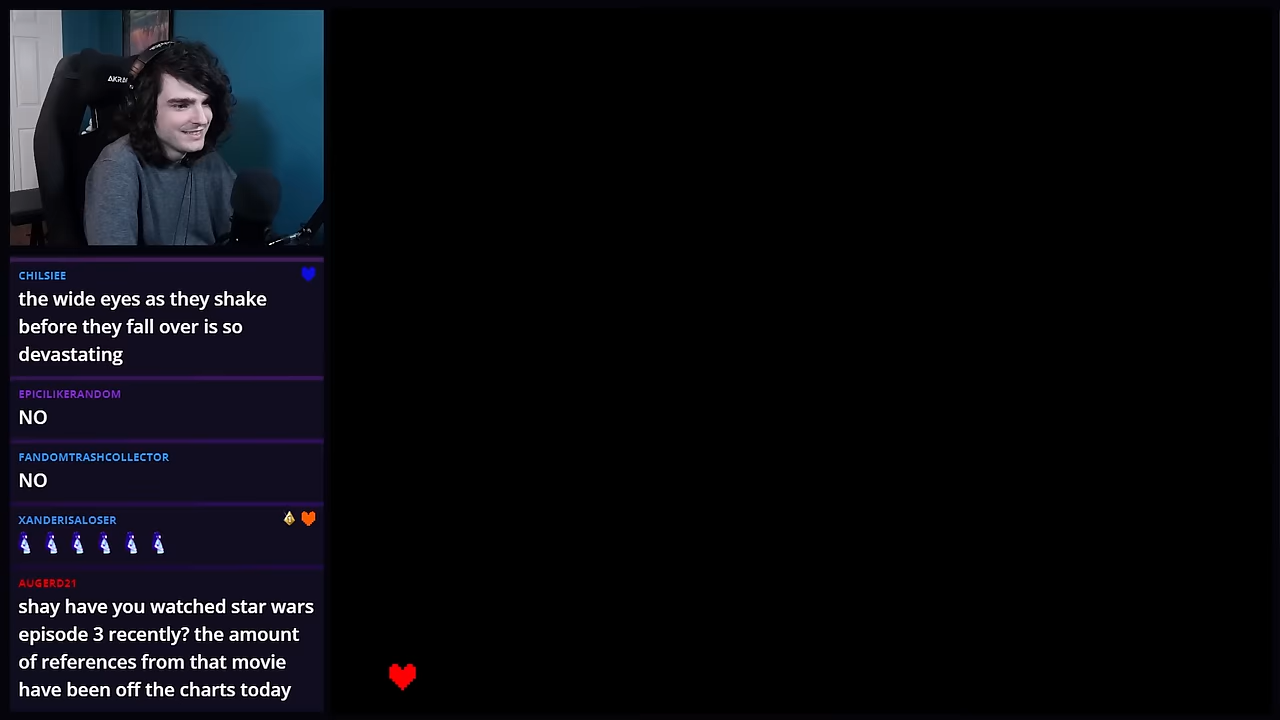 AKRA
CHILSIEE
the wide eyes as they shake
before they fall over is so
devastating
EPICILIKERANDOM
NO
FANDOMTRASHCOLLECTOR
NO
XANDERISALOSER
AUGERD21
shay have you watched star wars
episode 3 recently? the amount
of references from that movie
have been off the charts today